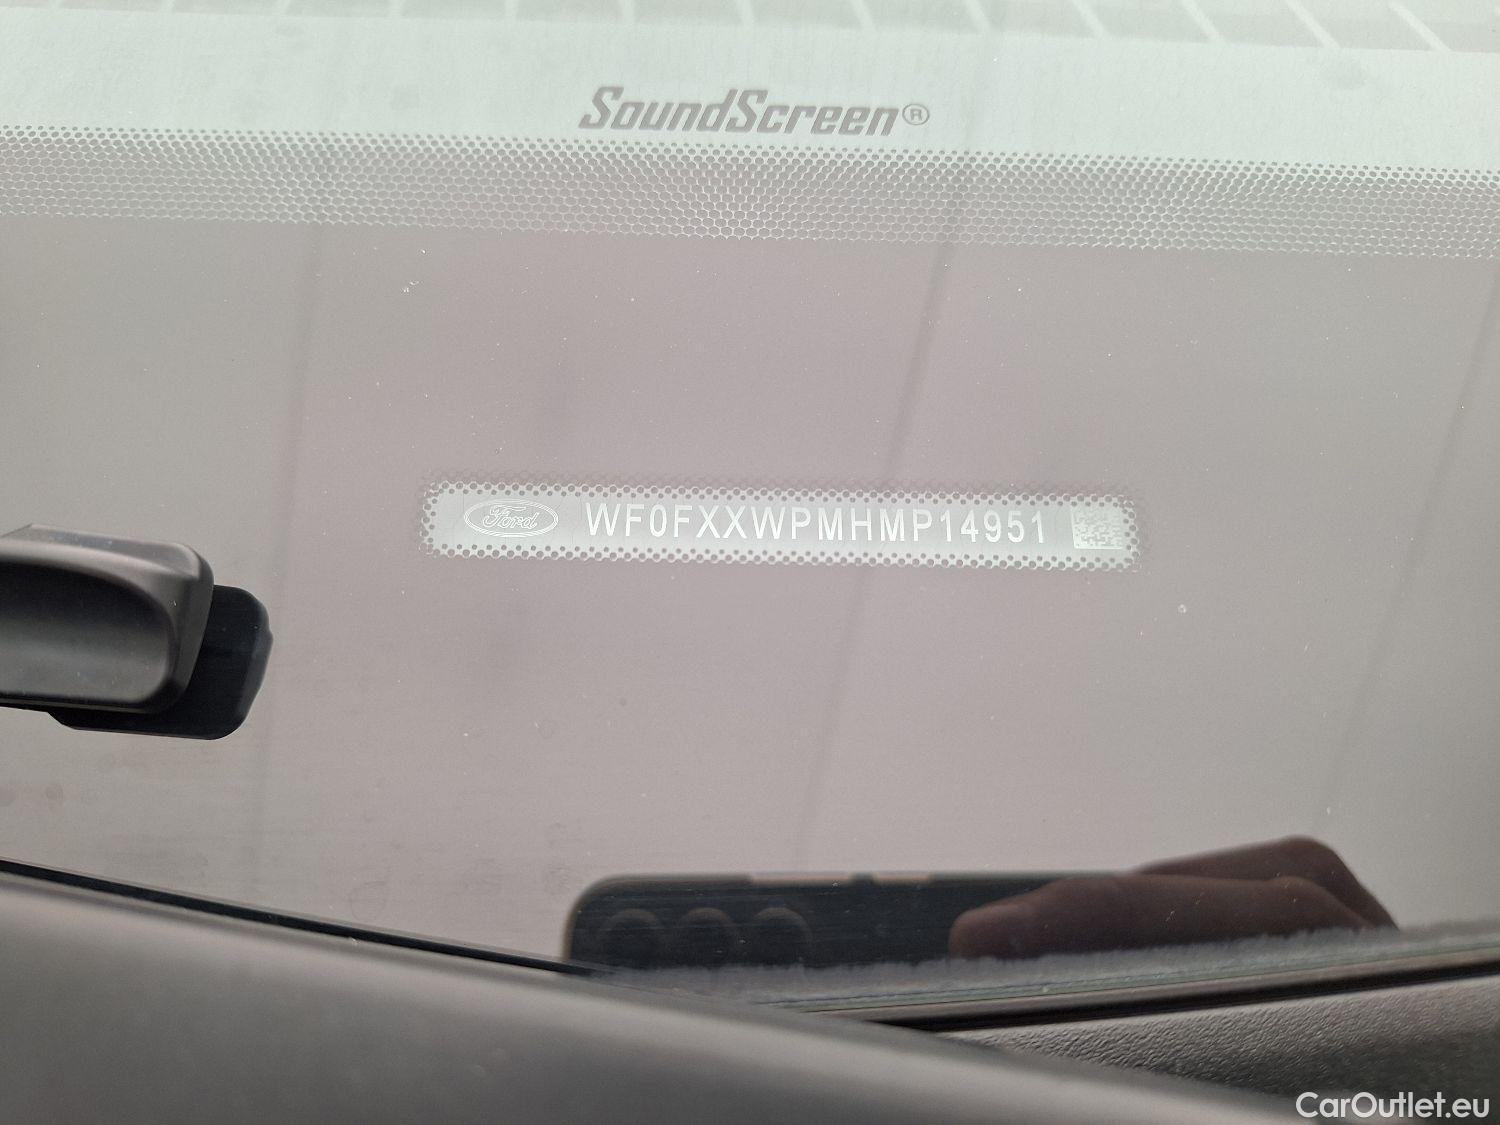 SoundScreen®
Ford WF0FXXWPMHMP14951
CarOutlet.eu